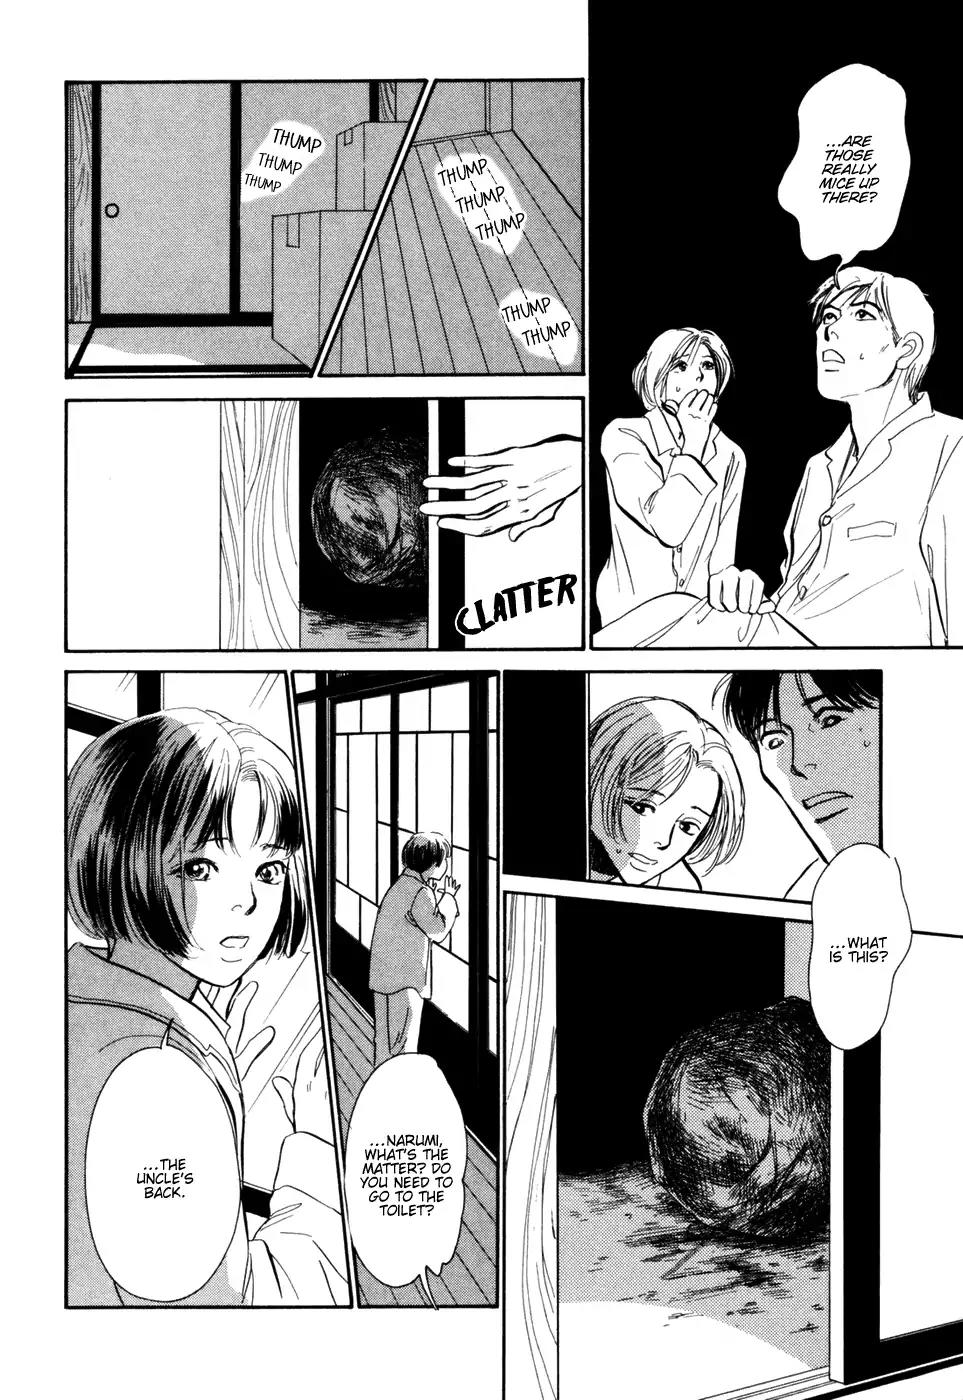 ...ARE
THOSE
REALLY
MICE UP
THERE?
THUMP
THUMP
THUMP
THUMP
THUMP
THUMP
THUMP
THUMP
CLATTER
...WHAT
IS THIS?
...NARUMI,
WHAT'S THE
MATTER? DO
YOU NEED TO
GO TO THE
TOILET?
...THE
UNCLE'S
BACK.